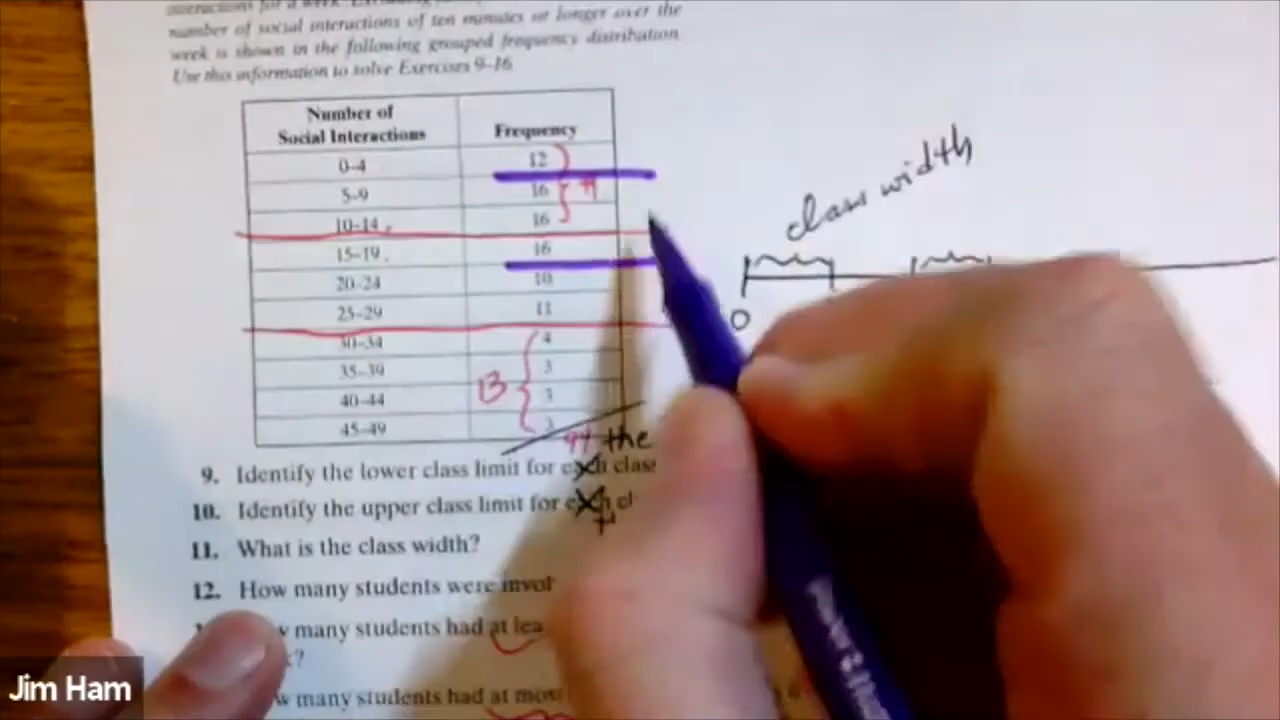 number of social interactions of ten minutes or longer over the
week is shown in the following grouped frequency distribution.
Use this information to solve Exercises 9–16
Number of
Social Interactions
Frequency
0–4 12
5–9 16
10–14 16
15–19 16
20–24 10
25–29 11
30–34 4
35–39 3
40–44 3
45–49 3
13
94 the
class width
0
9. Identify the lower class limit for each class
10. Identify the upper class limit for each cl
11. What is the class width?
12. How many students were invol
many students had at lea
k?
w many students had at most
Jim Ham